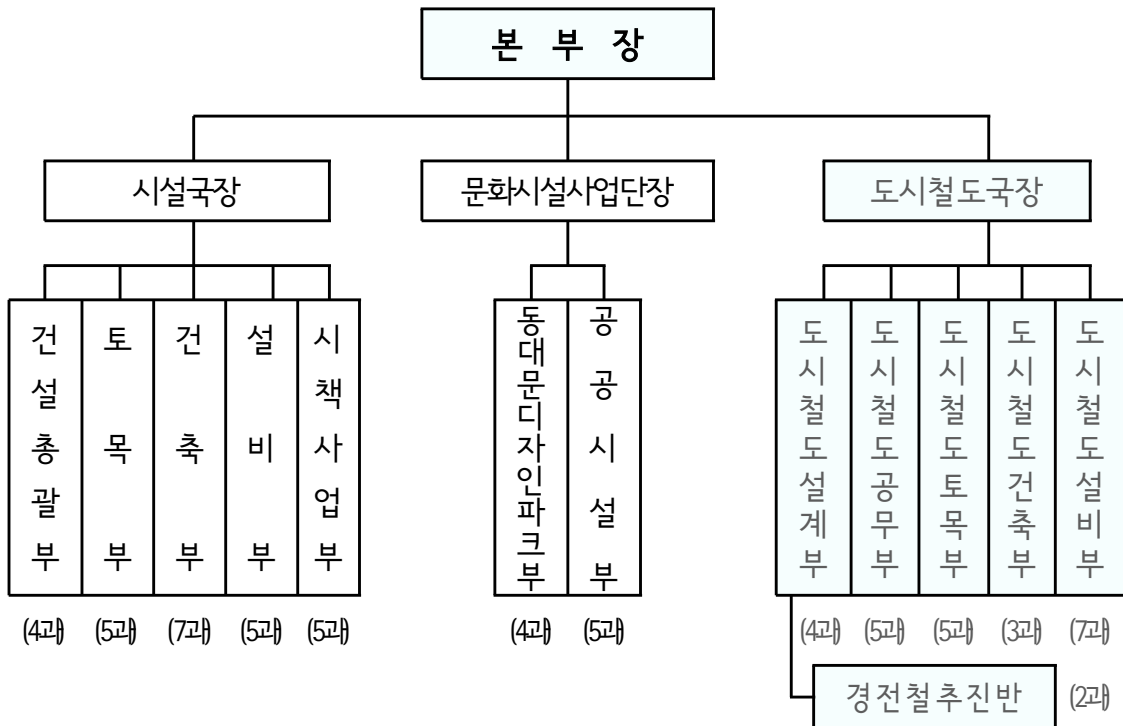 본 부 장
시설국장
문화시설사업단장
도시철도국장
건설총괄부
토목부
건축부
설비부
시책사업부
동대문디자인파크부
공공시설부
도시철도설계부
도시철도공무부
도시철도토목부
도시철도건축부
도시철도설비부
(4과)
(5과)
(7과)
(5과)
(5과)
(4과)
(5과)
(4과)
(5과)
(5과)
(3과)
(7과)
경전철추진반
(2과)